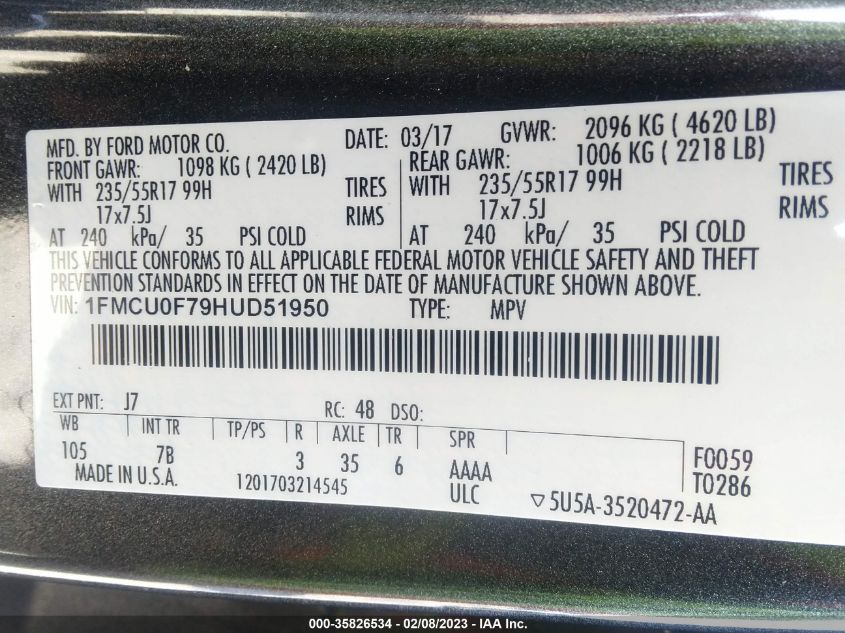 MFD. BY FORD MOTOR CO. DATE: 03/17 GVWR: 2096 KG ( 4620 LB)
FRONT GAWR: 1098 KG ( 2420 LB) REAR GAWR: 1006 KG ( 2218 LB)
WITH 235/55R17 99H TIRES WITH 235/55R17 99H TIRES
17x7.5J RIMS 17x7.5J RIMS
AT 240 kPa/ 35 PSI COLD AT 240 kPa/ 35 PSI COLD
THIS VEHICLE CONFORMS TO ALL APPLICABLE FEDERAL MOTOR VEHICLE SAFETY AND THEFT
PREVENTION STANDARDS IN EFFECT ON THE DATE OF MANUFACTURE SHOWN ABOVE.
VIN: 1FMCU0F79HUD51950 TYPE: MPV
EXT PNT: J7 RC: 48 DSO:
WB INT TR TP/PS R AXLE TR SPR
105 7B 3 35 6 AAAA F0059
MADE IN U.S.A. 1201703214545 ULC T0286
▽5U5A-3520472-AA
000-35826534 - 02/08/2023 - IAA Inc.